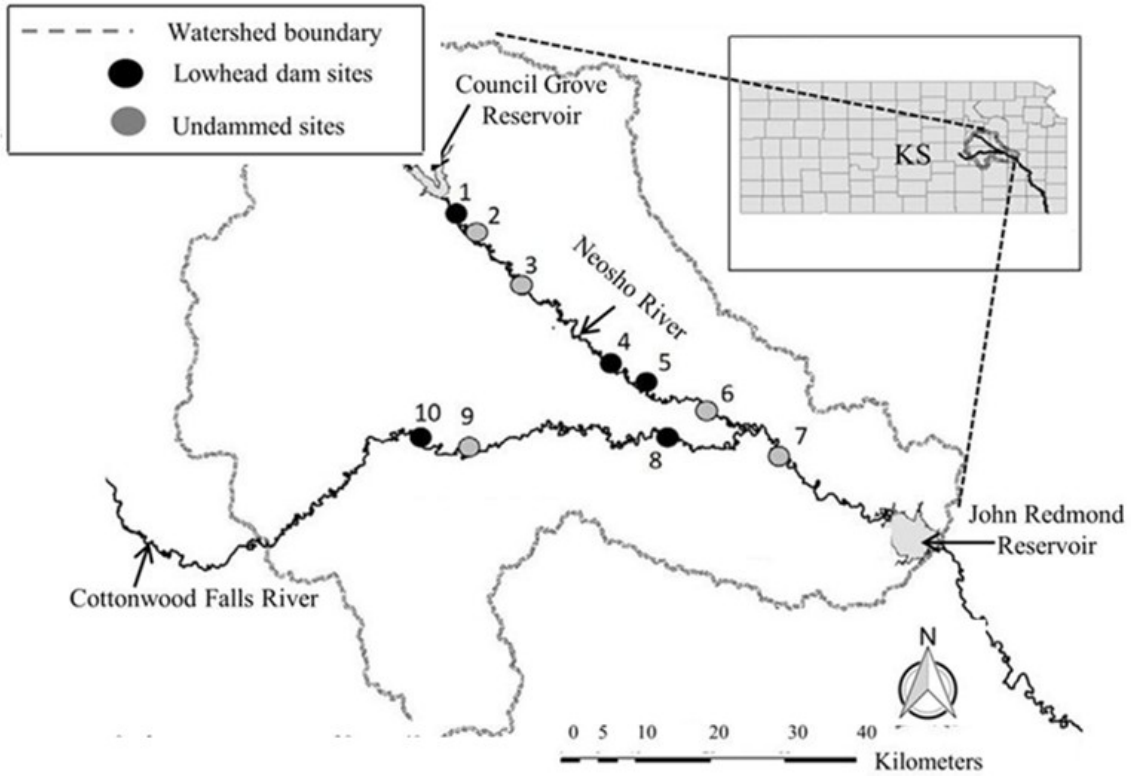 Watershed boundary
Lowhead dam sites
Undammed sites
Council Grove
Reservoir
KS
1
2
3
Neosho River
4
5
6
10
9
8
7
John Redmond
Reservoir
Cottonwood Falls River
N
0 5 10 20 30 40
Kilometers